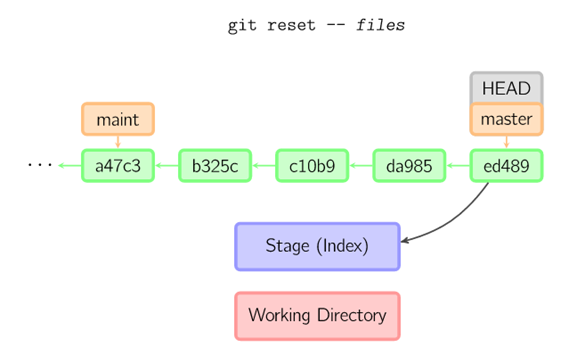 git reset -- files
HEAD
maint
master
... a47c3 b325c c10b9 da985 ed489
Stage (Index)
Working Directory